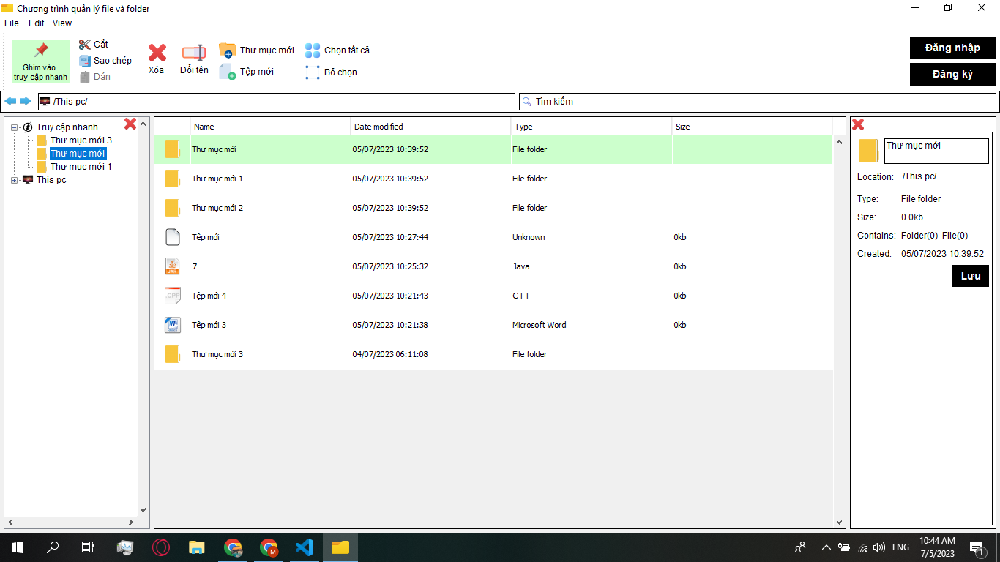 Chương trình quản lý file và folder
File Edit View
Ghim vào
truy cập nhanh
Cắt
Sao chép
Dán
Xóa
Đổi tên
Thư mục mới
Tệp mới
Chọn tất cả
Bỏ chọn
Đăng nhập
Đăng ký
/This pc/
Tìm kiếm
Truy cập nhanh
Thư mục mới 3
Thư mục mới
Thư mục mới 1
This pc
Name Date modified Type Size
Thư mục mới 05/07/2023 10:39:52 File folder
Thư mục mới 1 05/07/2023 10:39:52 File folder
Thư mục mới 2 05/07/2023 10:39:52 File folder
Tệp mới 05/07/2023 10:27:44 Unknown 0kb
JAR 7 05/07/2023 10:25:32 Java 0kb
.CPP Tệp mới 4 05/07/2023 10:21:43 C++ 0kb
W DOCX Tệp mới 3 05/07/2023 10:21:38 Microsoft Word 0kb
Thư mục mới 3 04/07/2023 06:11:08 File folder
Thư mục mới
Location: /This pc/
Type: File folder
Size: 0.0kb
Contains: Folder(0) File(0)
Created: 05/07/2023 10:39:52
Lưu
M
ENG
10:44 AM
7/5/2023
1